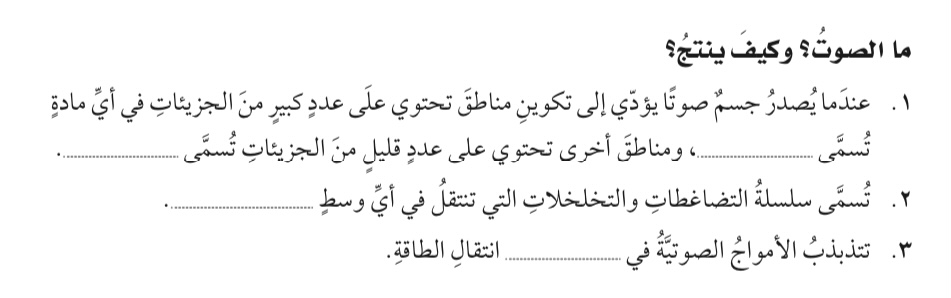 ما الصوتُ؟ وكيفَ ينتجُ؟
١. عندَما يُصدرُ جسمٌ صوتًا يؤدّي إلى تكوينِ مناطقَ تحتوي علَى عددٍ كبيرٍ منَ الجزيئاتِ في أيِّ مادةٍ
تُسمَّى ....................، ومناطقَ أخرى تحتوي على عددٍ قليلٍ منَ الجزيئاتِ تُسمَّى ....................
٢. تُسمَّى سلسلةُ التضاغطاتِ والتخلخلاتِ التي تنتقلُ في أيِّ وسطٍ ....................
٣. تتذبذبُ الأمواجُ الصوتيَّةُ في .................... انتقالِ الطاقةِ.